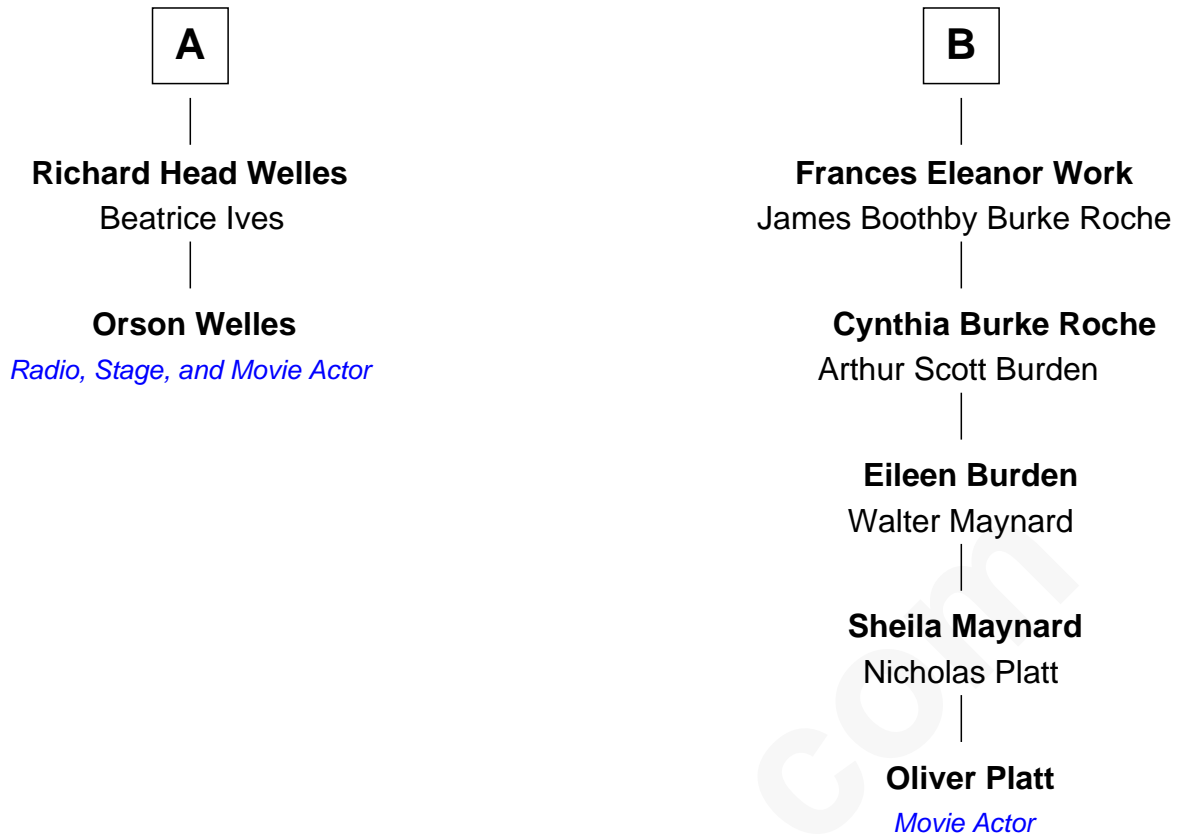 A
Richard Head Welles
Beatrice Ives
Orson Welles
Radio, Stage, and Movie Actor
B
Frances Eleanor Work
James Boothby Burke Roche
Cynthia Burke Roche
Arthur Scott Burden
Eileen Burden
Walter Maynard
Sheila Maynard
Nicholas Platt
Oliver Platt
Movie Actor
com